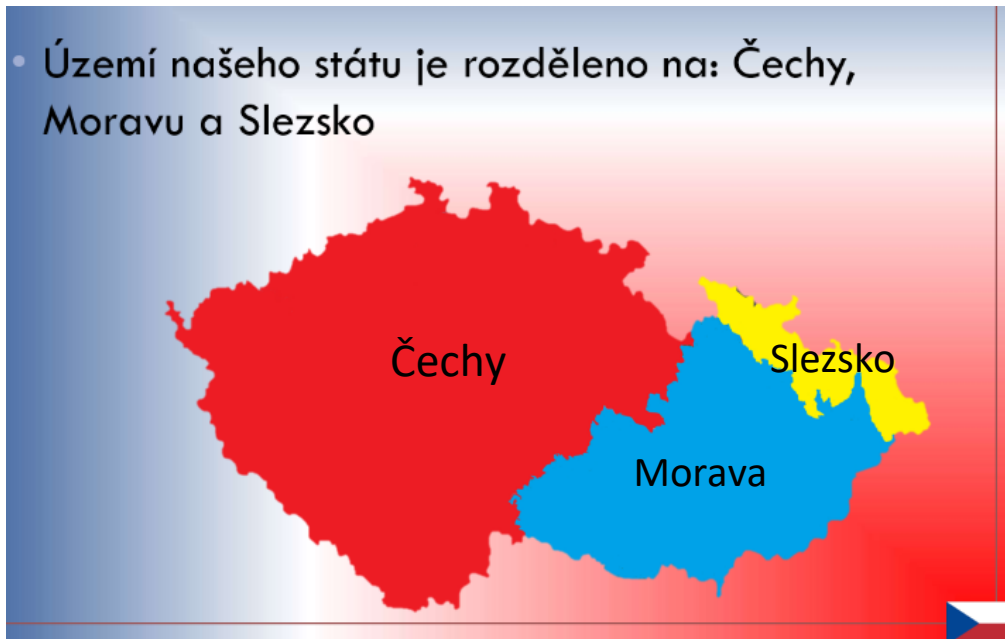 • Území našeho státu je rozděleno na: Čechy,
Moravu a Slezsko
Čechy
Slezsko
Morava